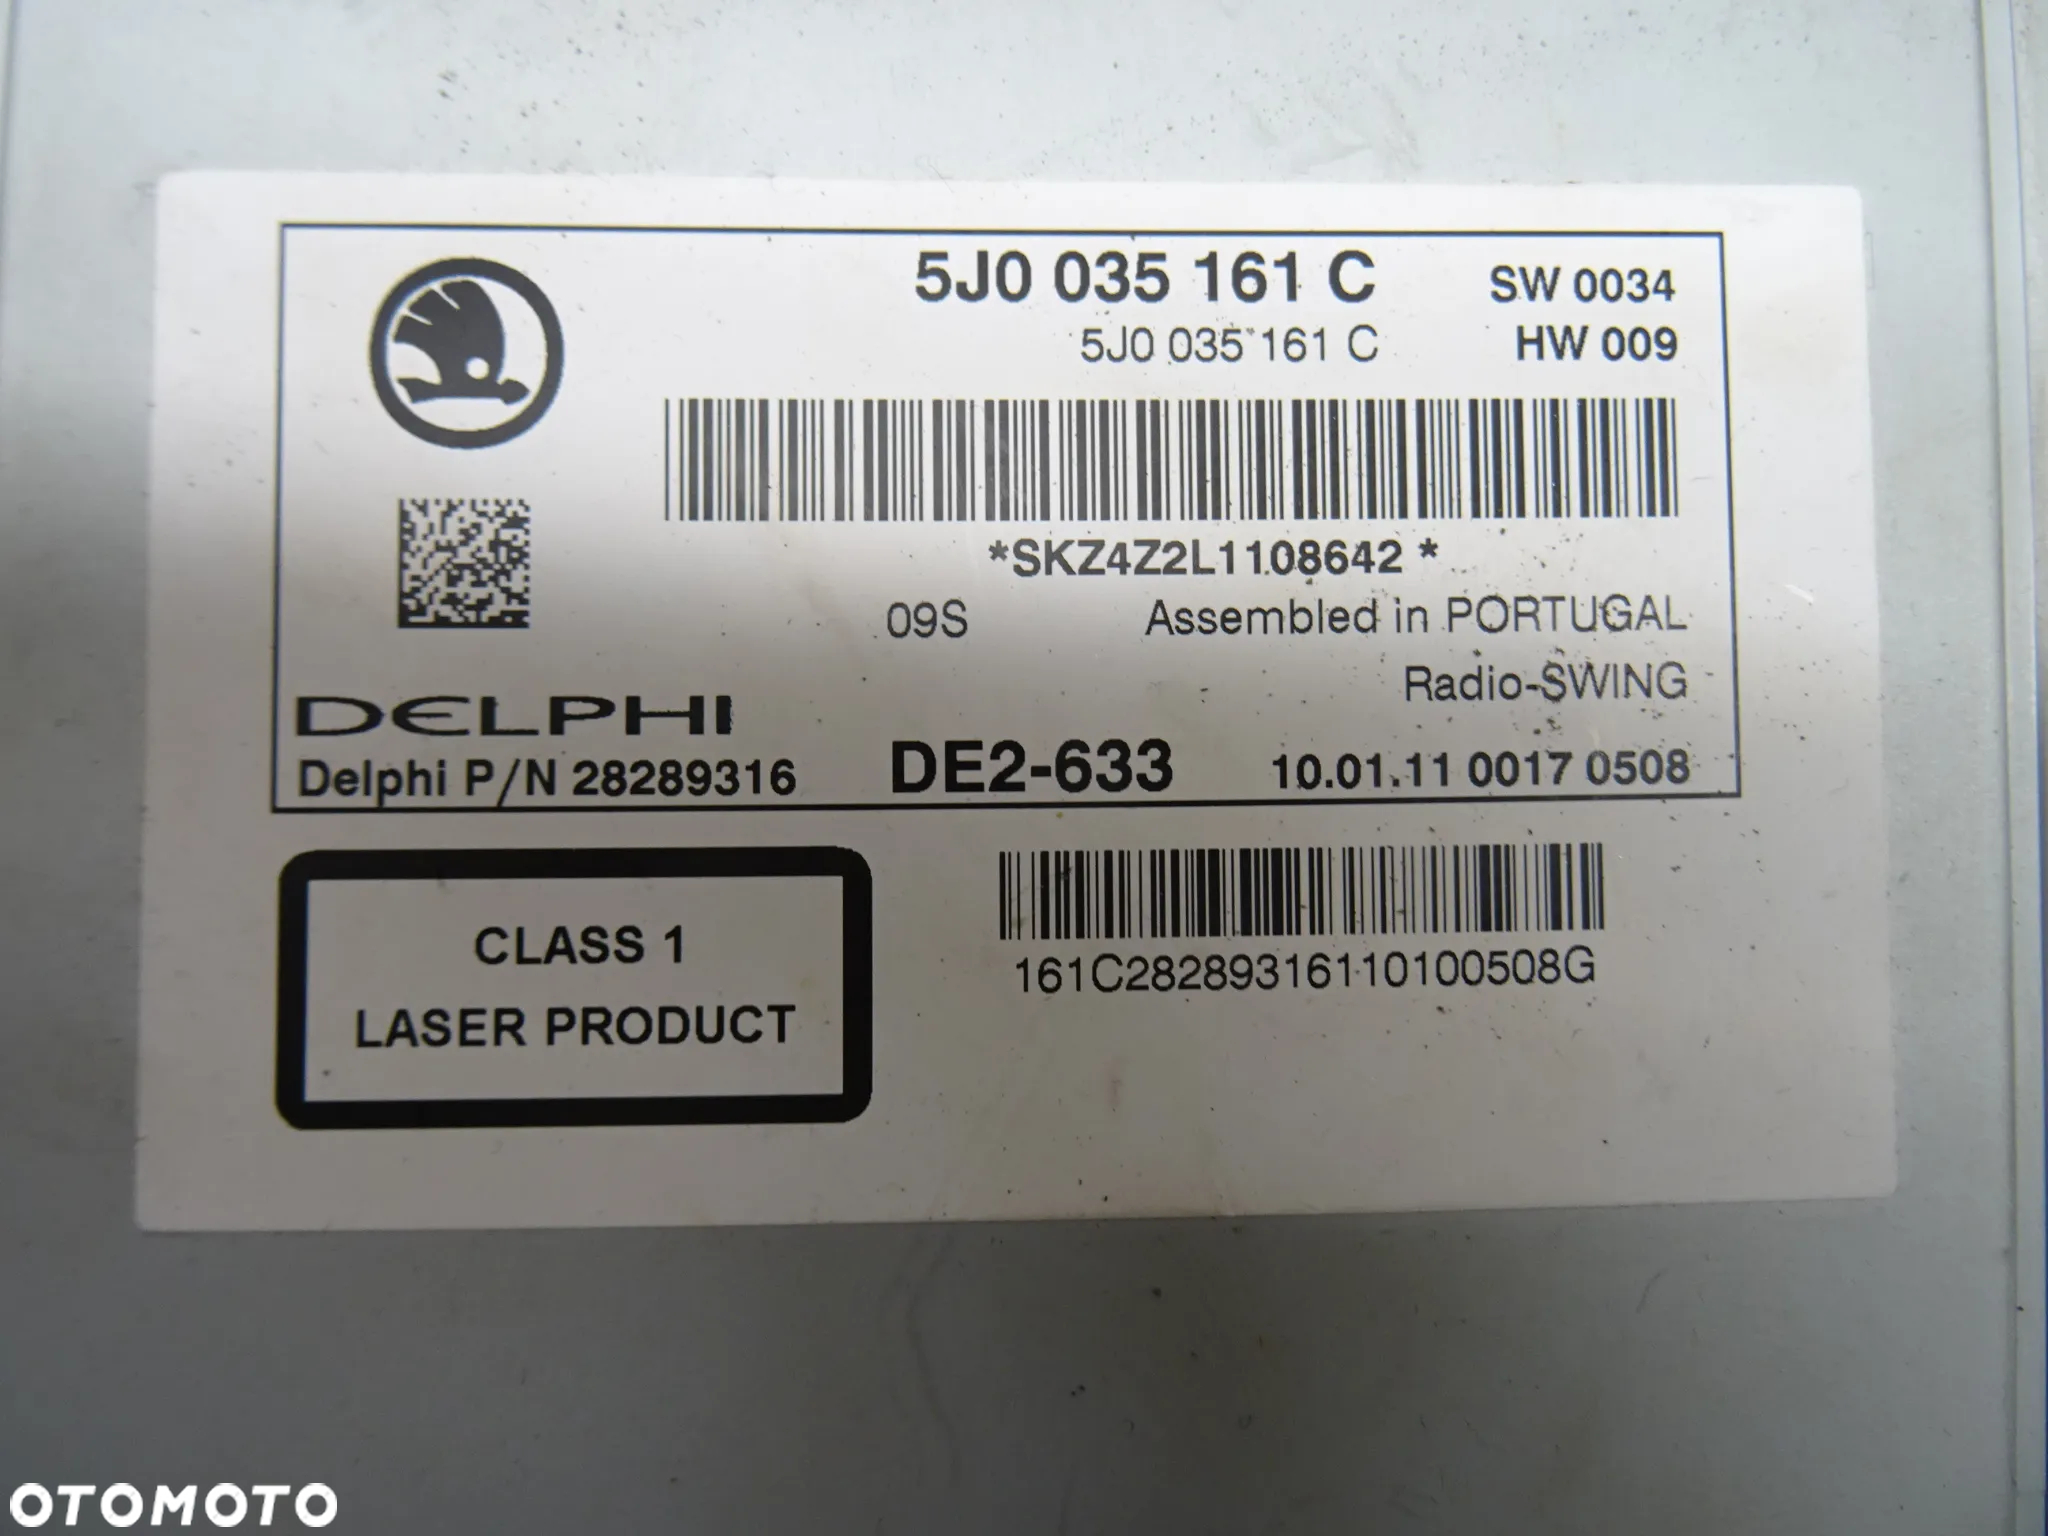 5J0 035 161 C SW 0034
5J0 035 161 C HW 009
*SKZ4Z2L1108642 *
09S Assembled in PORTUGAL
Radio-SWING
DELPHI
Delphi P/N 28289316 DE2-633 10.01.11 0017 0508
CLASS 1
LASER PRODUCT
161C28289316110100508G
OTOMOTO